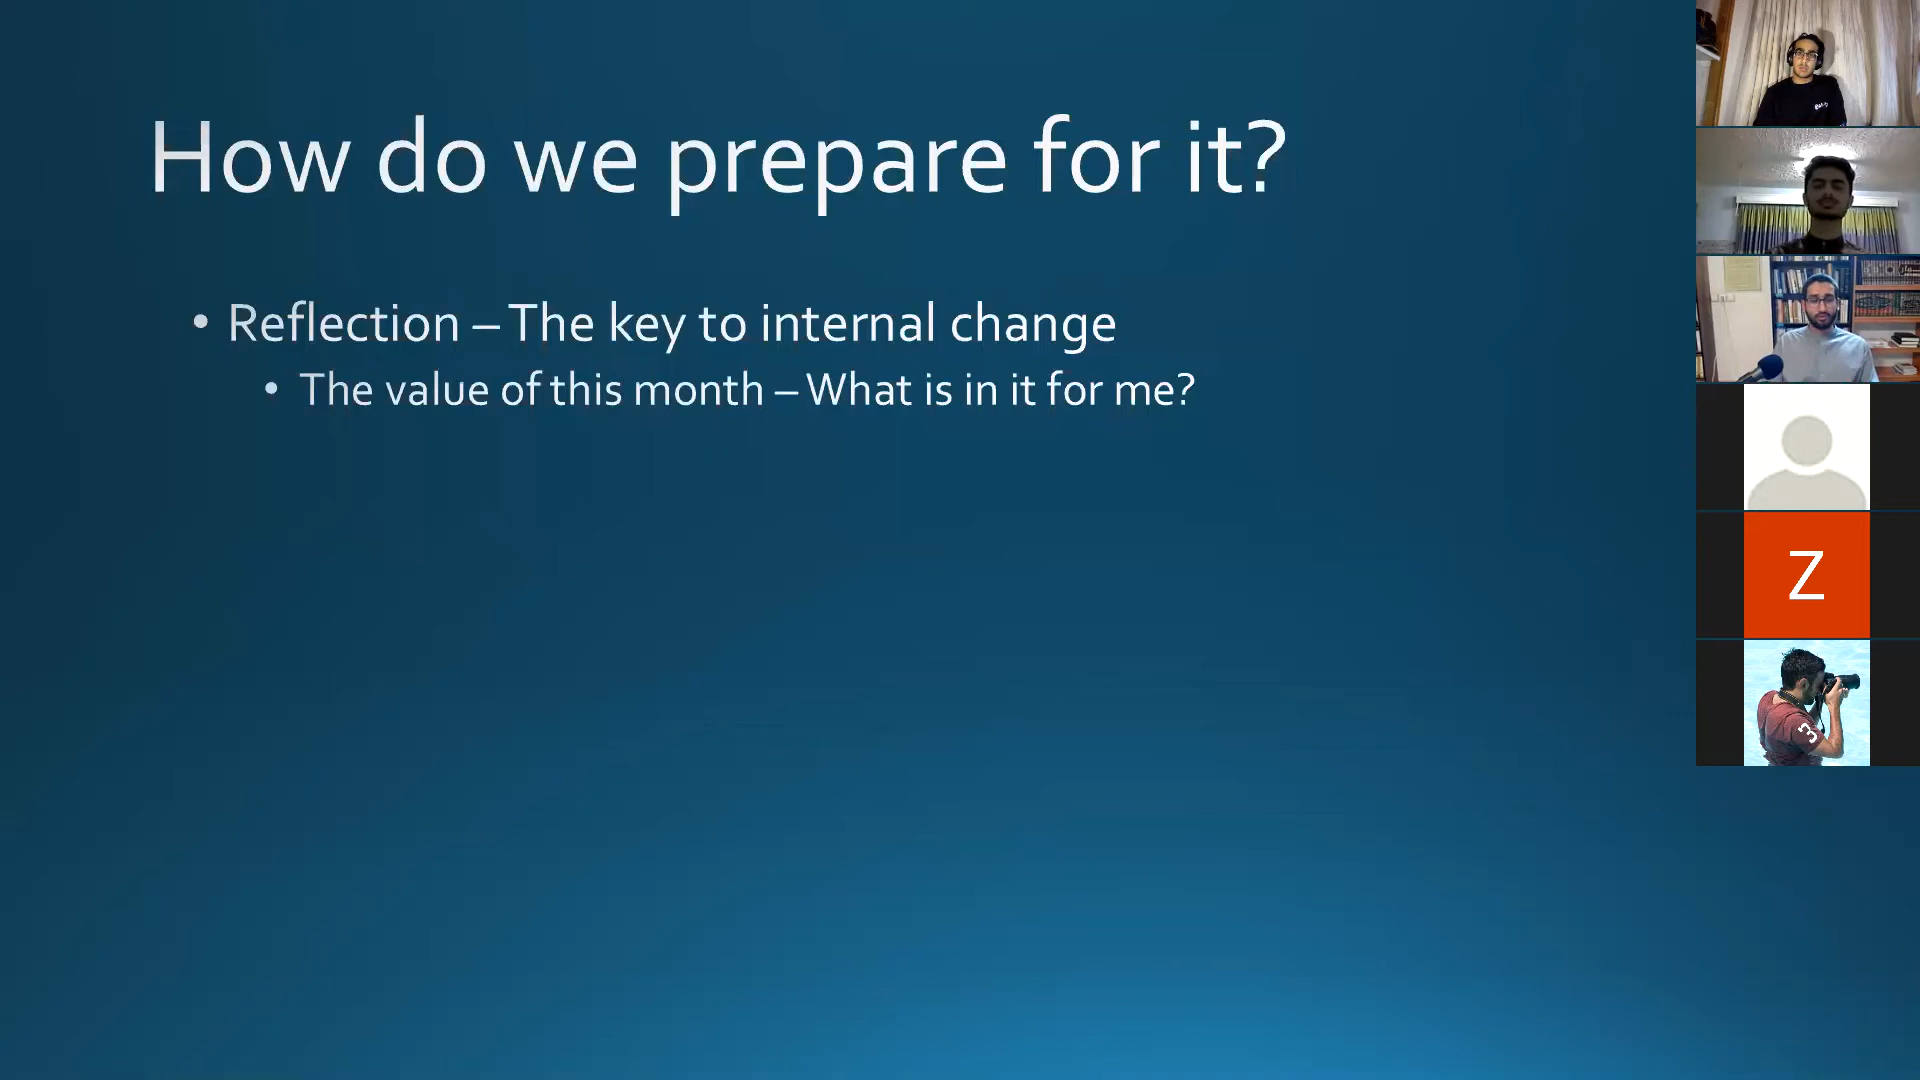 How do we prepare for it?
• Reflection – The key to internal change
• The value of this month – What is in it for me?
Z
3